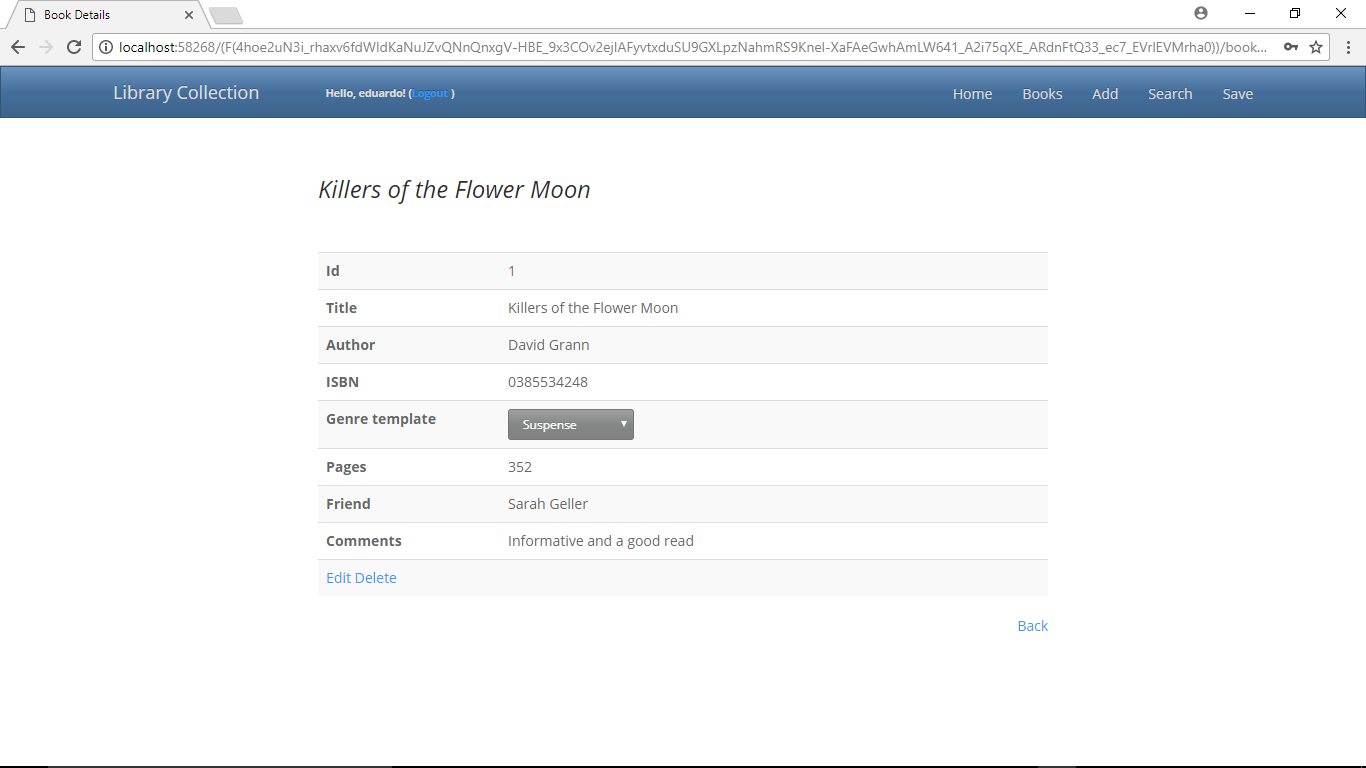 Book Details
localhost:58268/(F(4hoe2uN3i_rhaxv6fdWIdKaNuJZvQNnQnxgV-HBE_9x3COv2ejIAFyvtxduSU9GXLpzNahmRS9Knel-XaFAeGwhAmLW641_A2i75qXE_ARdnFtQ33_ec7_EVrlEVMrha0))/book...
Library Collection Hello, eduardo! (Logout ) Home Books Add Search Save
Killers of the Flower Moon
Id 1
Title Killers of the Flower Moon
Author David Grann
ISBN 0385534248
Genre template Suspense
Pages 352
Friend Sarah Geller
Comments Informative and a good read
Edit Delete
Back